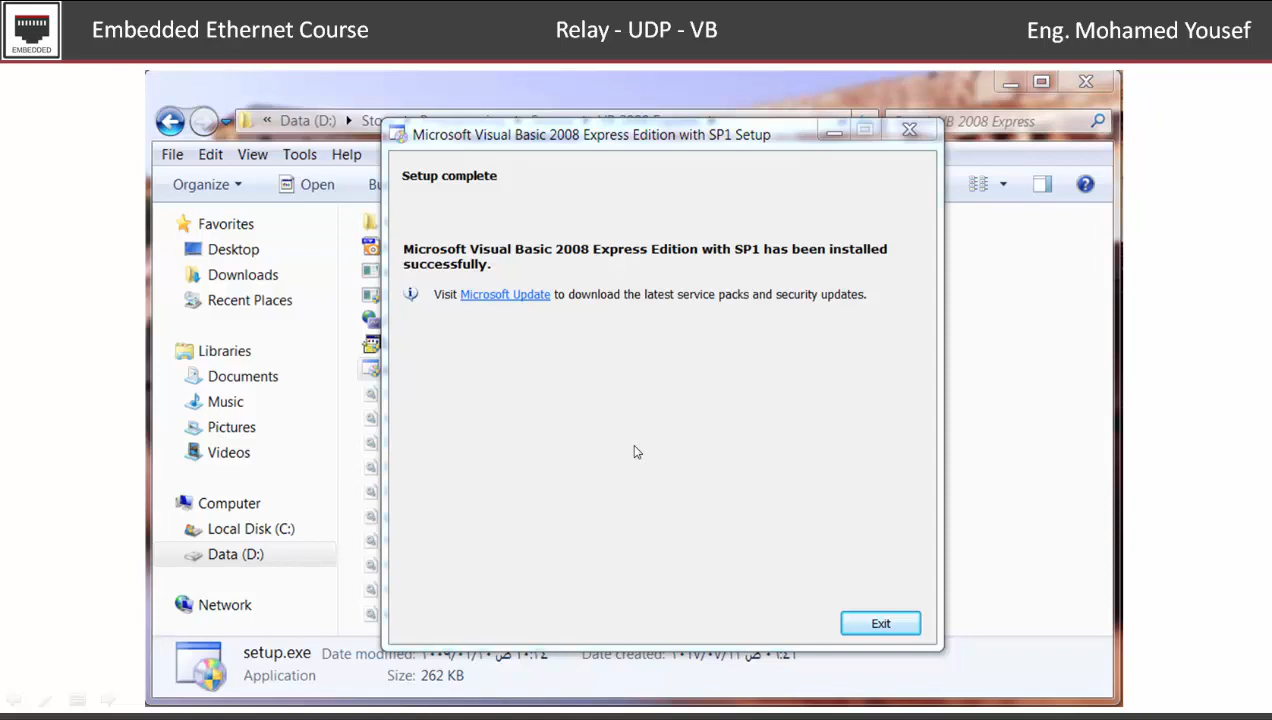 EMBEDDED
Embedded Ethernet Course
Relay - UDP - VB
Eng. Mohamed Yousef
« Data (D:) ▸
VB 2008 Express
Microsoft Visual Basic 2008 Express Edition with SP1 Setup
File Edit View Tools Help
Organize Open
Setup complete
Favorites
Desktop
Downloads
Recent Places
Microsoft Visual Basic 2008 Express Edition with SP1 has been installed
successfully.
Visit Microsoft Update to download the latest service packs and security updates.
Libraries
Documents
Music
Pictures
Videos
Computer
Local Disk (C:)
Data (D:)
Network
Exit
setup.exe Date modified:
Date created:
Application Size: 262 KB